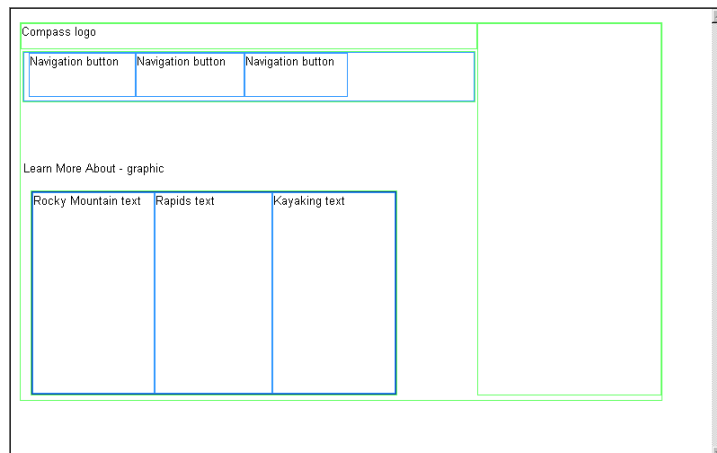 Compass logo
Navigation button Navigation button Navigation button
Learn More About - graphic
Rocky Mountain text Rapids text Kayaking text